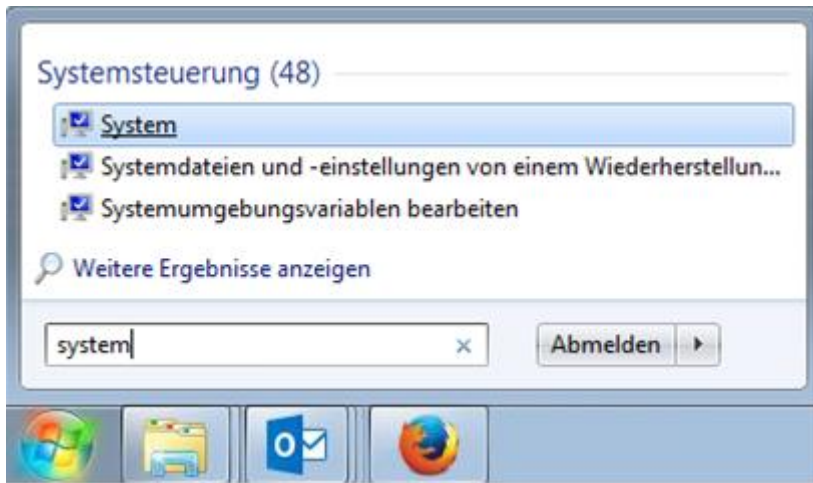 Systemsteuerung (48)
System
Systemdateien und -einstellungen von einem Wiederherstellun...
Systemumgebungsvariablen bearbeiten
Weitere Ergebnisse anzeigen
system
Abmelden